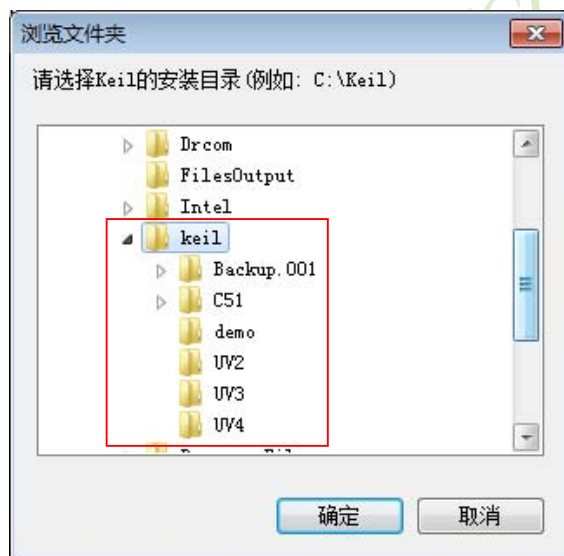 浏览文件夹
请选择Keil的安装目录(例如: C:\Keil)
Drcom
FilesOutput
Intel
keil
Backup.001
C51
demo
UV2
UV3
UV4
确定
取消